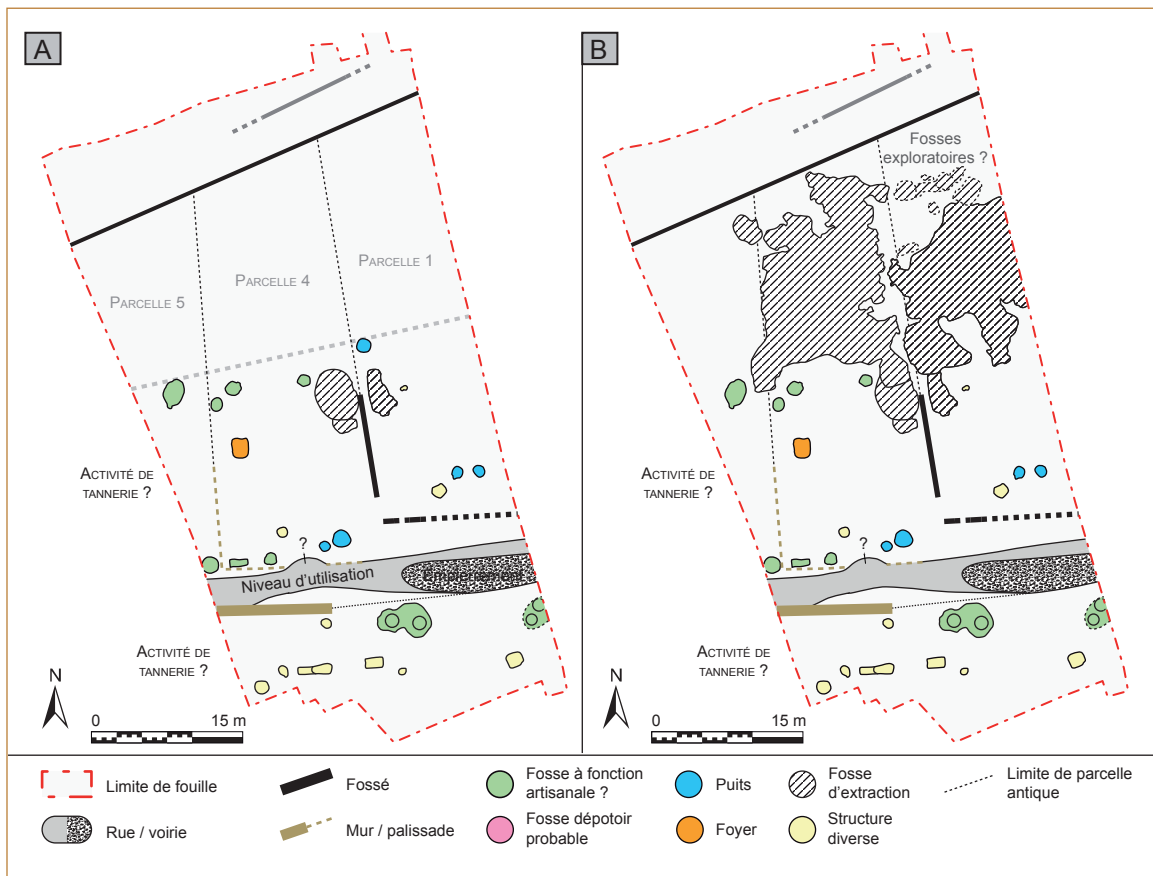 A
PARCELLE 1
PARCELLE 4
PARCELLE 5
ACTIVITÉ DE
TANNERIE ?
?
Niveau d'utilisation
Empierrement
ACTIVITÉ DE
TANNERIE ?
N
0
15 m
B
Fosses
exploratoires ?
ACTIVITÉ DE
TANNERIE ?
?
ACTIVITÉ DE
TANNERIE ?
N
0
15 m
Limite de fouille
Rue / voirie
Fossé
Mur / palissade
Fosse à fonction
artisanale ?
Fosse dépotoir
probable
Puits
Foyer
Fosse
d'extraction
Structure
diverse
Limite de parcelle
antique